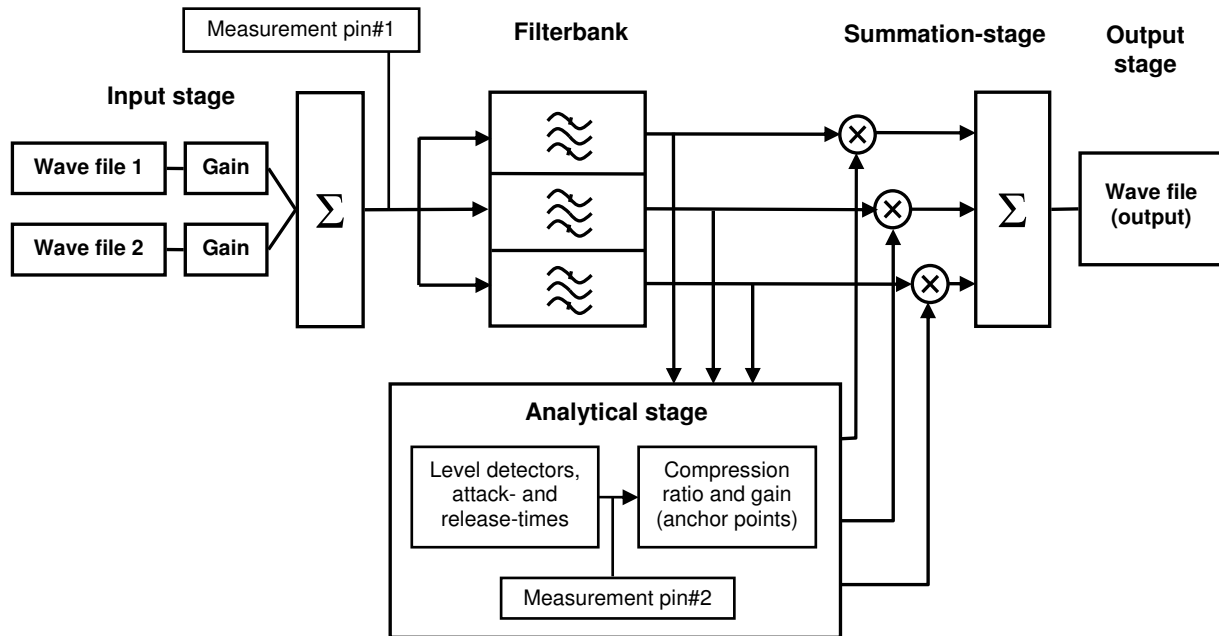 Measurement pin#1
Filterbank
Summation-stage
Output
stage
Input stage
Wave file 1
Gain
Wave file 2
Gain
Σ
Σ
Wave file
(output)
Analytical stage
Level detectors,
attack- and
release-times
Compression
ratio and gain
(anchor points)
Measurement pin#2